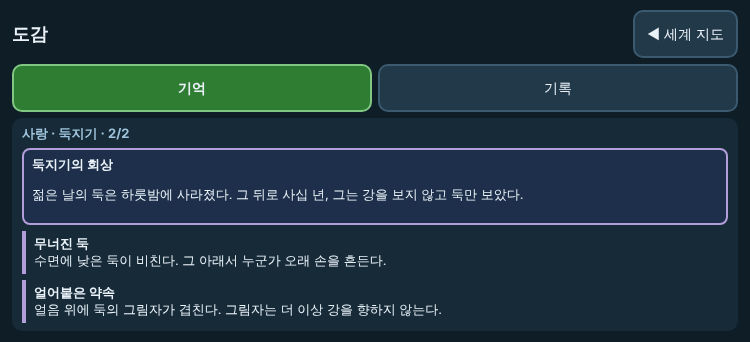 도감
◀ 세계 지도
기억
기록
사랑 · 둑지기 · 2/2
둑지기의 회상
젊은 날의 둑은 하룻밤에 사라졌다. 그 뒤로 사십 년, 그는 강을 보지 않고 둑만 보았다.
무너진 둑
수면에 낮은 둑이 비친다. 그 아래서 누군가 오래 손을 흔든다.
얼어붙은 약속
얼음 위에 둑의 그림자가 겹친다. 그림자는 더 이상 강을 향하지 않는다.